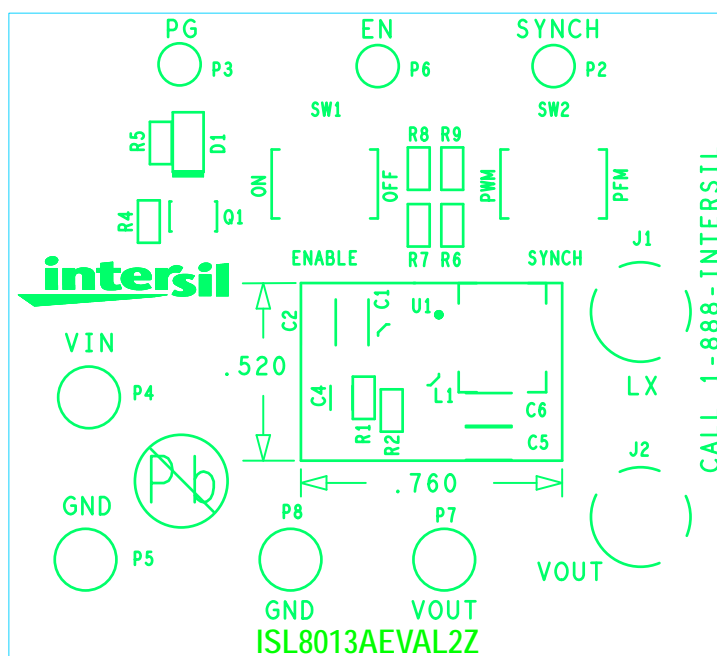 PG
EN
SYNCH
P3
P6
P2
SW1
SW2
R5
D1
R8
R9
ON
OFF
PWM
PFM
R4
Q1
R7
R6
J1
ENABLE
SYNCH
intersil
C2
C1
U1
VIN
.520
P4
C4
R1
R2
L1
C6
C5
LX
J2
CALL 1-888-INTERSIL
Pb
.760
GND
P5
P8
P7
VOUT
GND
VOUT
ISL8013AEVAL2Z